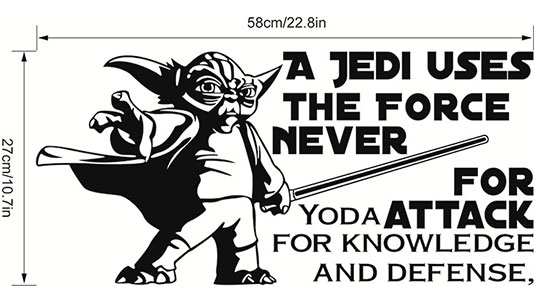 58cm/22.8in
27cm/10.7in
A JEDI USES
THE FORCE
NEVER
FOR
YODA ATTACK
FOR KNOWLEDGE
AND DEFENSE,